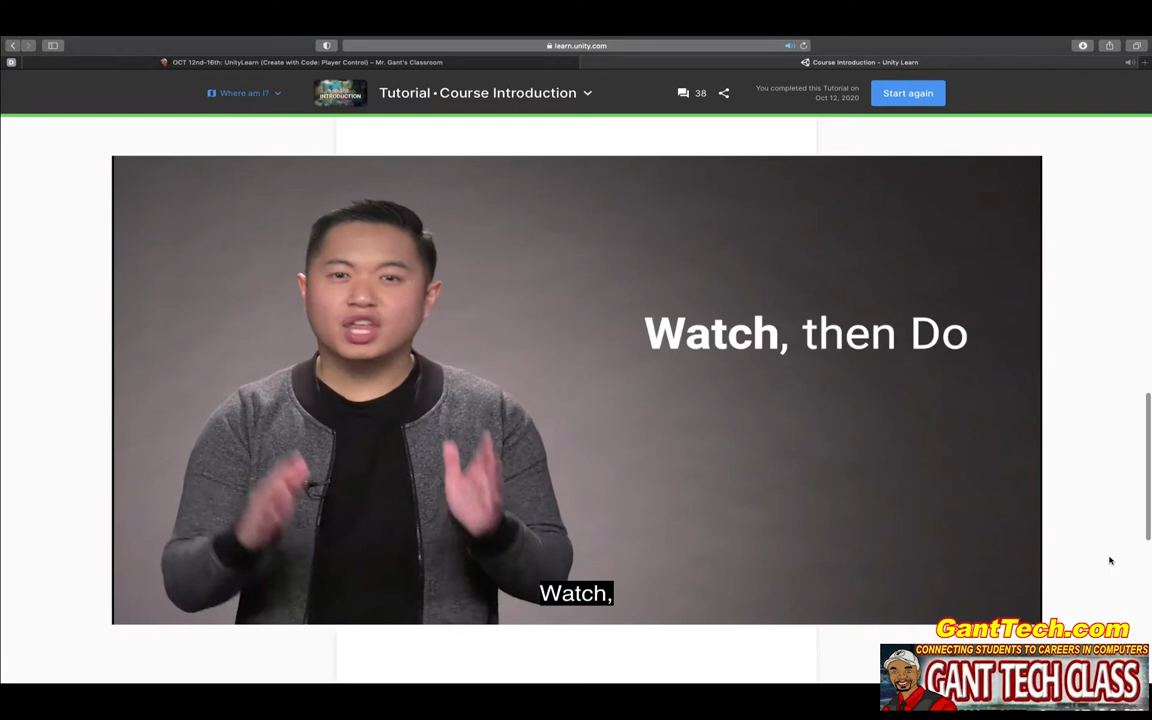 learn.unity.com
OCT 12nd-16th: UnityLearn (Create with Code: Player Control) – Mr. Gant's Classroom
Course Introduction - Unity Learn
Where am I?
INTRODUCTION
Tutorial • Course Introduction
38
You completed this Tutorial on
Oct 12, 2020
Start again
Watch, then Do
Watch,
GantTech.com
CONNECTING STUDENTS TO CAREERS IN COMPUTERS
GANT TECH CLASS